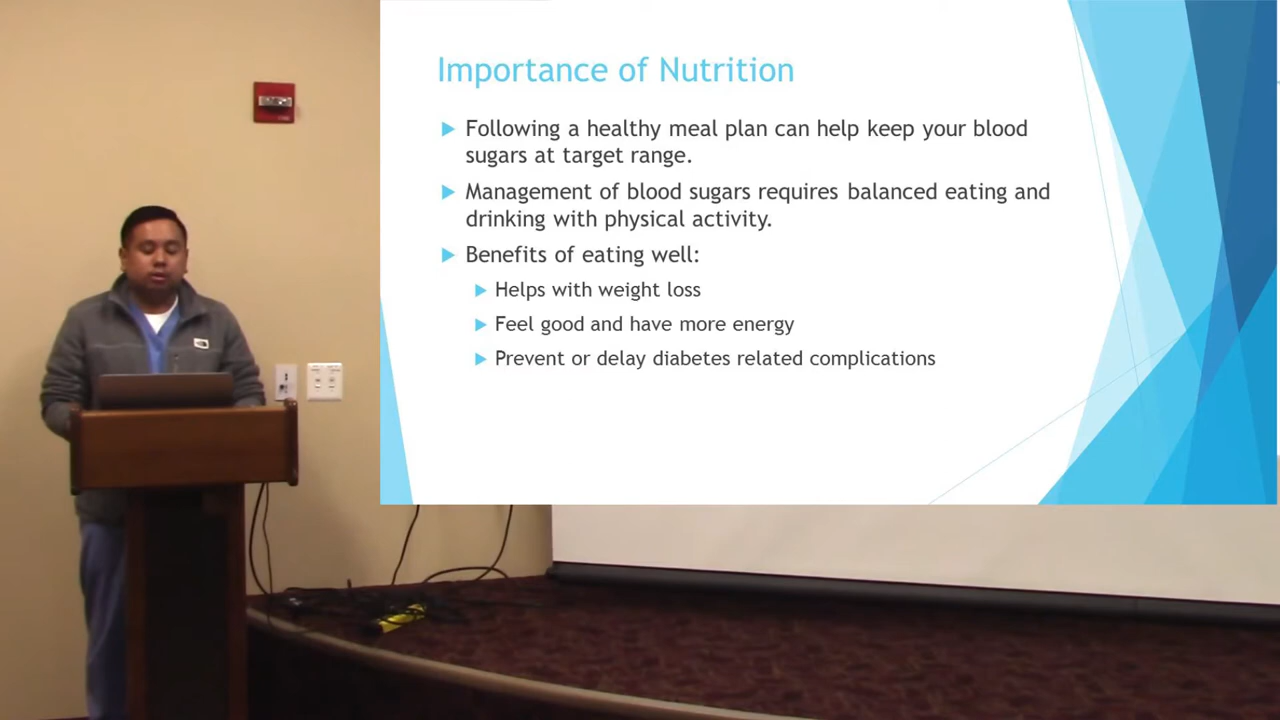 Importance of Nutrition
Following a healthy meal plan can help keep your blood
sugars at target range.
Management of blood sugars requires balanced eating and
drinking with physical activity.
Benefits of eating well:
Helps with weight loss
Feel good and have more energy
Prevent or delay diabetes related complications